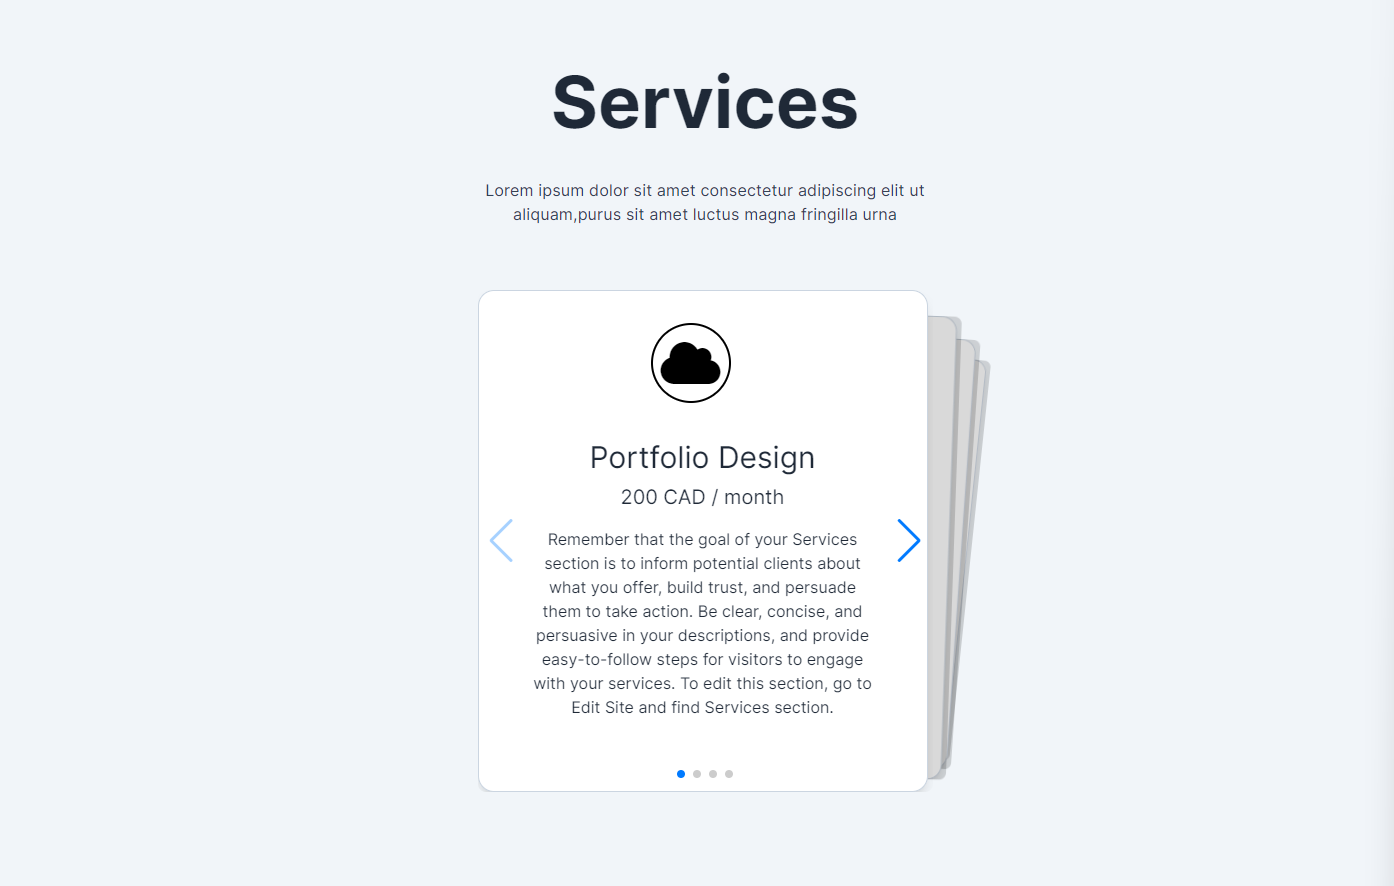 Services
Lorem ipsum dolor sit amet consectetur adipiscing elit ut
aliquam,purus sit amet luctus magna fringilla urna
Portfolio Design
200 CAD / month
Remember that the goal of your Services
section is to inform potential clients about
what you offer, build trust, and persuade
them to take action. Be clear, concise, and
persuasive in your descriptions, and provide
easy-to-follow steps for visitors to engage
with your services. To edit this section, go to
Edit Site and find Services section.